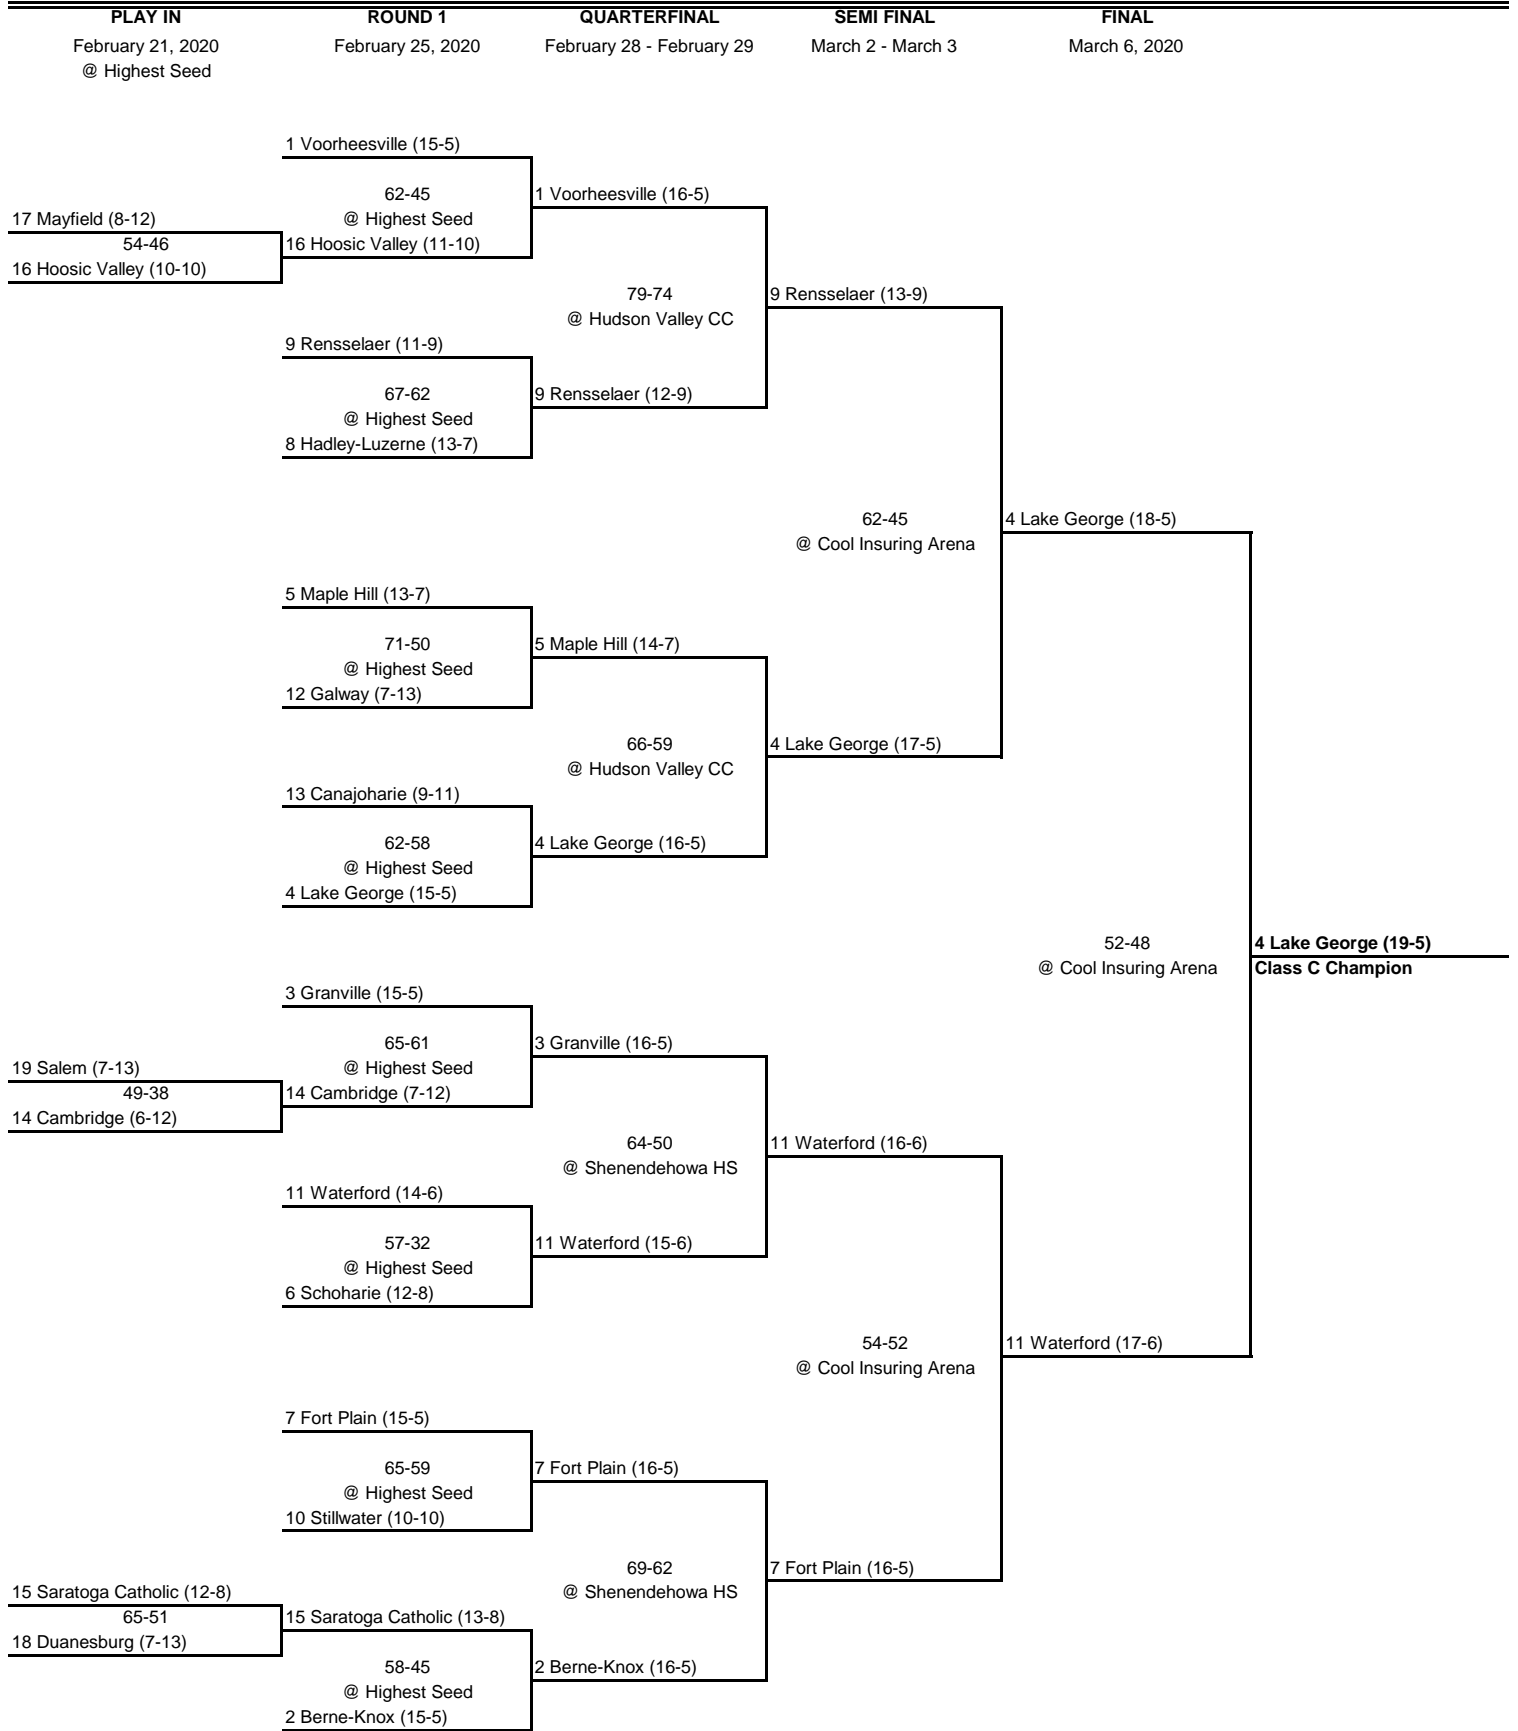 PLAY IN ROUND 1 QUARTERFINAL SEMI FINAL FINAL
February 21, 2020 February 25, 2020 February 28 - February 29 March 2 - March 3 March 6, 2020
@ Highest Seed
1 Voorheesville (15-5)
62-45 1 Voorheesville (16-5)
17 Mayfield (8-12) @ Highest Seed
54-46 16 Hoosic Valley (11-10)
16 Hoosic Valley (10-10)
79-74 9 Rensselaer (13-9)
@ Hudson Valley CC
9 Rensselaer (11-9)
67-62 9 Rensselaer (12-9)
@ Highest Seed
8 Hadley-Luzerne (13-7)
62-45 4 Lake George (18-5)
@ Cool Insuring Arena
5 Maple Hill (13-7)
71-50 5 Maple Hill (14-7)
@ Highest Seed
12 Galway (7-13)
66-59 4 Lake George (17-5)
@ Hudson Valley CC
13 Canajoharie (9-11)
62-58 4 Lake George (16-5)
@ Highest Seed
4 Lake George (15-5)
52-48 4 Lake George (19-5)
@ Cool Insuring Arena Class C Champion
3 Granville (15-5)
65-61 3 Granville (16-5)
19 Salem (7-13) @ Highest Seed
49-38 14 Cambridge (7-12)
14 Cambridge (6-12)
64-50 11 Waterford (16-6)
@ Shenendehowa HS
11 Waterford (14-6)
57-32 11 Waterford (15-6)
@ Highest Seed
6 Schoharie (12-8)
54-52 11 Waterford (17-6)
@ Cool Insuring Arena
7 Fort Plain (15-5)
65-59 7 Fort Plain (16-5)
@ Highest Seed
10 Stillwater (10-10)
69-62 7 Fort Plain (16-5)
15 Saratoga Catholic (12-8) @ Shenendehowa HS
65-51 15 Saratoga Catholic (13-8)
18 Duanesburg (7-13)
58-45 2 Berne-Knox (16-5)
@ Highest Seed
2 Berne-Knox (15-5)